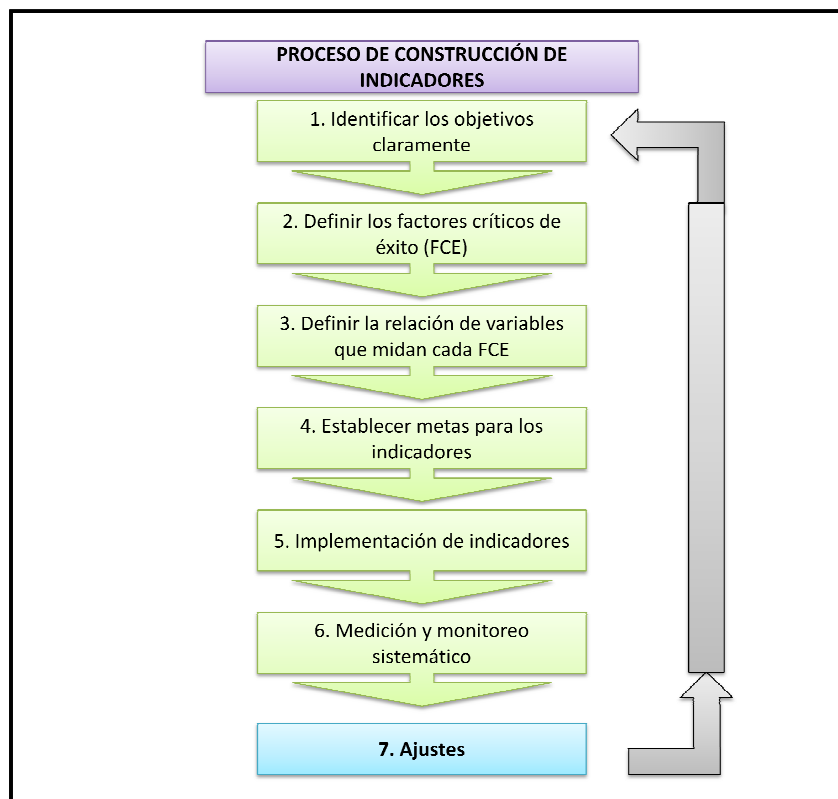 PROCESO DE CONSTRUCCIÓN DE
INDICADORES
1. Identificar los objetivos
claramente
2. Definir los factores críticos de
éxito (FCE)
3. Definir la relación de variables
que midan cada FCE
4. Establecer metas para los
indicadores
5. Implementación de indicadores
6. Medición y monitoreo
sistemático
7. Ajustes